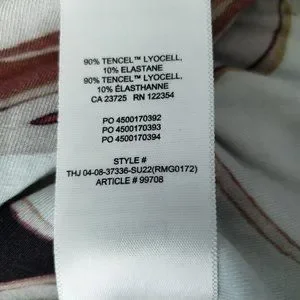 90% TENCEL™ LYOCELL,
10% ELASTANE
90% TENCEL™ LYOCELL,
10% ÉLASTHANNE
CA 23725 RN 122354
PO 4500170392
PO 4500170393
PO 4500170394
STYLE #
THJ 04-08-37336-SU22(RMG0172)
ARTICLE # 99708